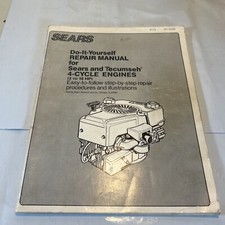 SEARS
Do-It-Yourself
REPAIR MANUAL
for
Sears and Tecumseh
4-CYCLE ENGINES
Easy-to-follow step-by-step repair
procedures and illustrations